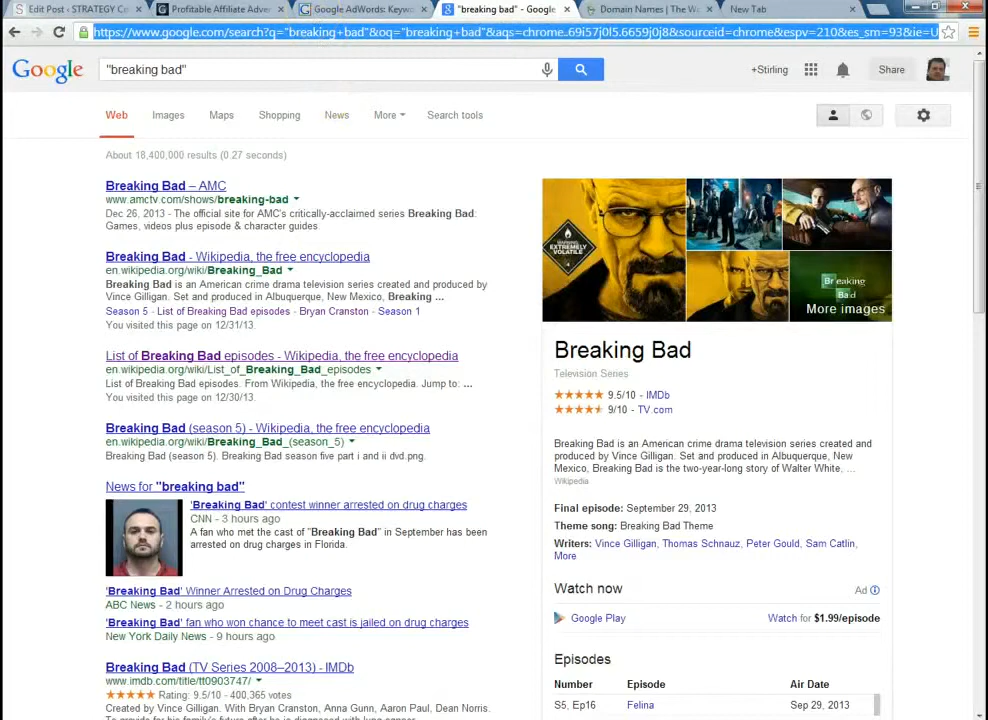 Edit Post ‹ STRATEGY Ce
Profitable Affiliate Adver
Google AdWords: Keywo
"breaking bad" - Google
Domain Names | The Wo
New Tab
https://www.google.com/search?q="breaking+bad"&oq="breaking+bad"&aqs=chrome..69i57j0l5.6659j0j8&sourceid=chrome&espv=210&es_sm=93&ie=U
Google "breaking bad" +Stirling Share
Web Images Maps Shopping News More Search tools
About 18,400,000 results (0.27 seconds)
Breaking Bad – AMC
www.amctv.com/shows/breaking-bad
Dec 26, 2013 - The official site for AMC's critically-acclaimed series Breaking Bad:
Games, videos plus episode & character guides.
Breaking Bad - Wikipedia, the free encyclopedia
en.wikipedia.org/wiki/Breaking_Bad
Breaking Bad is an American crime drama television series created and produced by
Vince Gilligan. Set and produced in Albuquerque, New Mexico, Breaking ...
Season 5 - List of Breaking Bad episodes - Bryan Cranston - Season 1
You visited this page on 12/31/13.
List of Breaking Bad episodes - Wikipedia, the free encyclopedia
en.wikipedia.org/wiki/List_of_Breaking_Bad_episodes
List of Breaking Bad episodes. From Wikipedia, the free encyclopedia. Jump to: ...
You visited this page on 12/30/13.
Breaking Bad (season 5) - Wikipedia, the free encyclopedia
en.wikipedia.org/wiki/Breaking_Bad_(season_5)
Breaking Bad (season 5). Breaking Bad season five part i and ii dvd.png.
News for "breaking bad"
'Breaking Bad' contest winner arrested on drug charges
CNN - 3 hours ago
A fan who met the cast of "Breaking Bad" in September has been
arrested on drug charges in Florida.
'Breaking Bad' Winner Arrested on Drug Charges
ABC News - 2 hours ago
'Breaking Bad' fan who won chance to meet cast is jailed on drug charges
New York Daily News - 9 hours ago
Breaking Bad (TV Series 2008–2013) - IMDb
www.imdb.com/title/tt0903747/
Rating: 9.5/10 - 400,365 votes
Created by Vince Gilligan. With Bryan Cranston, Anna Gunn, Aaron Paul, Dean Norris.
To provide for his family's future after he is diagnosed with lung cancer
WARNING:
EXTREMELY
VOLATILE
Breaking
Bad
More images
Breaking Bad
Television Series
9.5/10 - IMDb
9/10 - TV.com
Breaking Bad is an American crime drama television series created and
produced by Vince Gilligan. Set and produced in Albuquerque, New
Mexico, Breaking Bad is the two-year-long story of Walter White, ...
Wikipedia
Final episode: September 29, 2013
Theme song: Breaking Bad Theme
Writers: Vince Gilligan, Thomas Schnauz, Peter Gould, Sam Catlin,
More
Watch now Ad
Google Play Watch for $1.99/episode
Episodes
Number Episode Air Date
S5, Ep16 Felina Sep 29, 2013